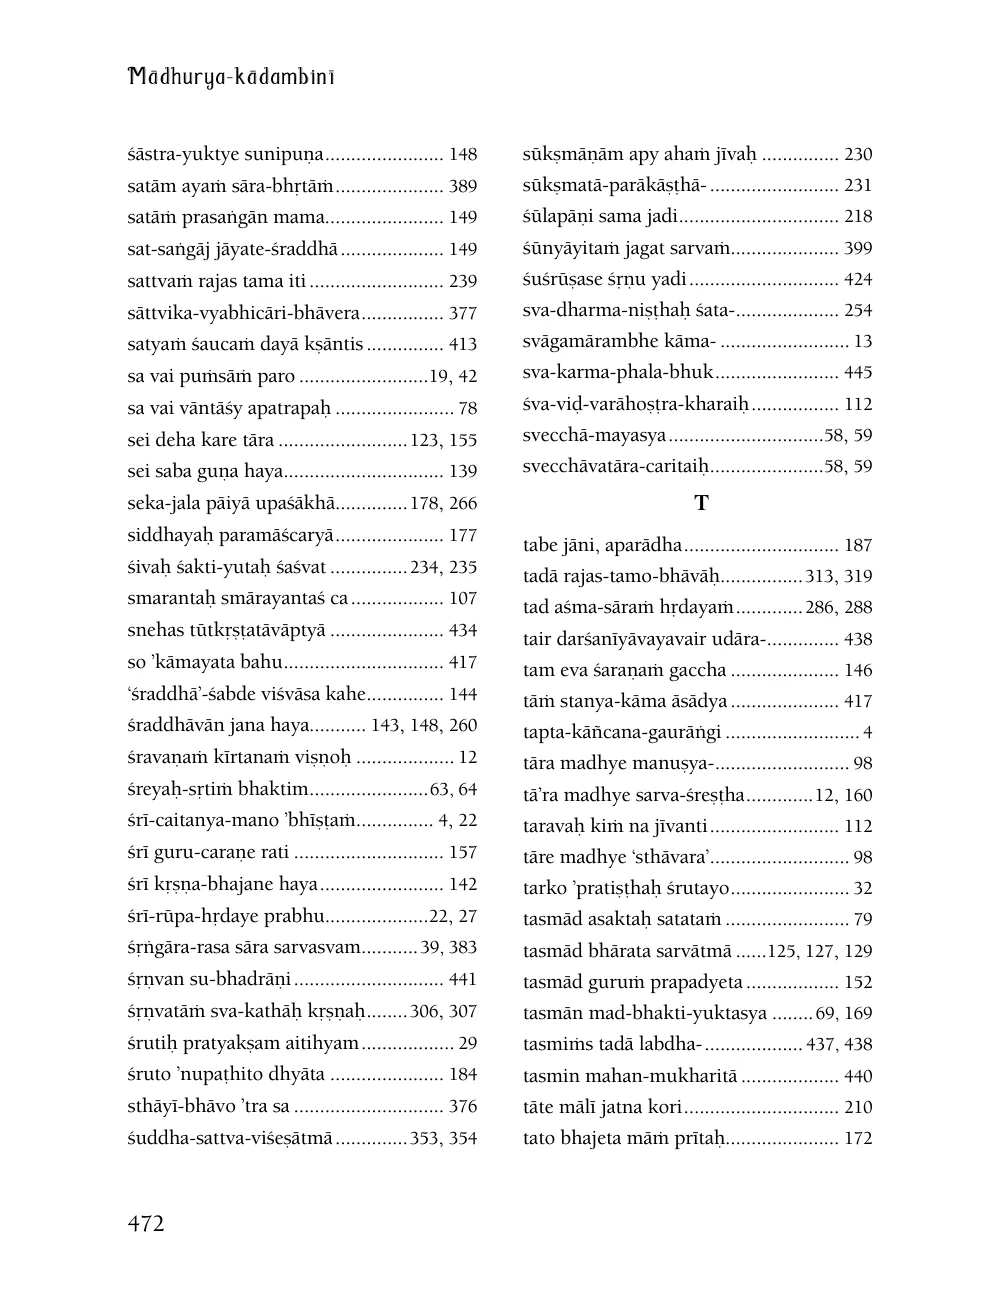 Mādhurya-kādambinī
śāstra-yuktye sunipuṇa....................... 148
satām ayaṁ sāra-bhṛtāṁ..................... 389
satāṁ prasaṅgān mama....................... 149
sat-saṅgāj jāyate-śraddhā.................... 149
sattvaṁ rajas tama iti.......................... 239
sāttvika-vyabhicāri-bhāvera................ 377
satyaṁ śaucaṁ dayā kṣāntis............... 413
sa vai puṁsāṁ paro .........................19, 42
sa vai vāntāśy apatrapaḥ ....................... 78
sei deha kare tāra .........................123, 155
sei saba guṇa haya............................... 139
seka-jala pāiyā upaśākhā..............178, 266
siddhayaḥ paramāścaryā..................... 177
śivaḥ śakti-yutaḥ śaśvat ...............234, 235
smarantaḥ smārayantaś ca.................. 107
snehas tūtkṛṣṭatāvāptyā ...................... 434
so ’kāmayata bahu............................... 417
‘śraddhā’-śabde viśvāsa kahe............... 144
śraddhāvān jana haya........... 143, 148, 260
śravaṇaṁ kīrtanaṁ viṣṇoḥ ................... 12
śreyaḥ-sṛtiṁ bhaktim.......................63, 64
śrī-caitanya-mano ’bhīṣṭaṁ............... 4, 22
śrī guru-caraṇe rati ............................. 157
śrī kṛṣṇa-bhajane haya........................ 142
śrī-rūpa-hṛdaye prabhu....................22, 27
śṛṅgāra-rasa sāra sarvasvam...........39, 383
śṛṇvan su-bhadrāṇi............................. 441
śṛṇvatāṁ sva-kathāḥ kṛṣṇaḥ........306, 307
śrutiḥ pratyakṣam aitihyam.................. 29
śruto ’nupaṭhito dhyāta ...................... 184
sthāyī-bhāvo ’tra sa ............................. 376
śuddha-sattva-viśeṣātmā..............353, 354
sūkṣmāṇām apy ahaṁ jīvaḥ ............... 230
sūkṣmatā-parākāṣṭhā-......................... 231
śūlapāṇi sama jadi............................... 218
śūnyāyitaṁ jagat sarvaṁ..................... 399
śuśrūṣase śṛṇu yadi............................. 424
sva-dharma-niṣṭhaḥ śata-.................... 254
svāgamārambhe kāma- ......................... 13
sva-karma-phala-bhuk........................ 445
śva-viḍ-varāhoṣṭra-kharaiḥ................. 112
svecchā-mayasya..............................58, 59
svecchāvatāra-caritaiḥ......................58, 59
T
tabe jāni, aparādha.............................. 187
tadā rajas-tamo-bhāvāḥ................313, 319
tad aśma-sāraṁ hṛdayaṁ.............286, 288
tair darśanīyāvayavair udāra-.............. 438
tam eva śaraṇaṁ gaccha ..................... 146
tāṁ stanya-kāma āsādya..................... 417
tapta-kāñcana-gaurāṅgi .......................... 4
tāra madhye manuṣya-.......................... 98
tā’ra madhye sarva-śreṣṭha.............12, 160
taravaḥ kiṁ na jīvanti......................... 112
tāre madhye ‘sthāvara’........................... 98
tarko ’pratiṣṭhaḥ śrutayo....................... 32
tasmād asaktaḥ satataṁ ........................ 79
tasmād bhārata sarvātmā ......125, 127, 129
tasmād guruṁ prapadyeta .................. 152
tasmān mad-bhakti-yuktasya ........69, 169
tasmiṁs tadā labdha-...................437, 438
tasmin mahan-mukharitā ................... 440
tāte mālī jatna kori.............................. 210
tato bhajeta māṁ prītaḥ...................... 172
472